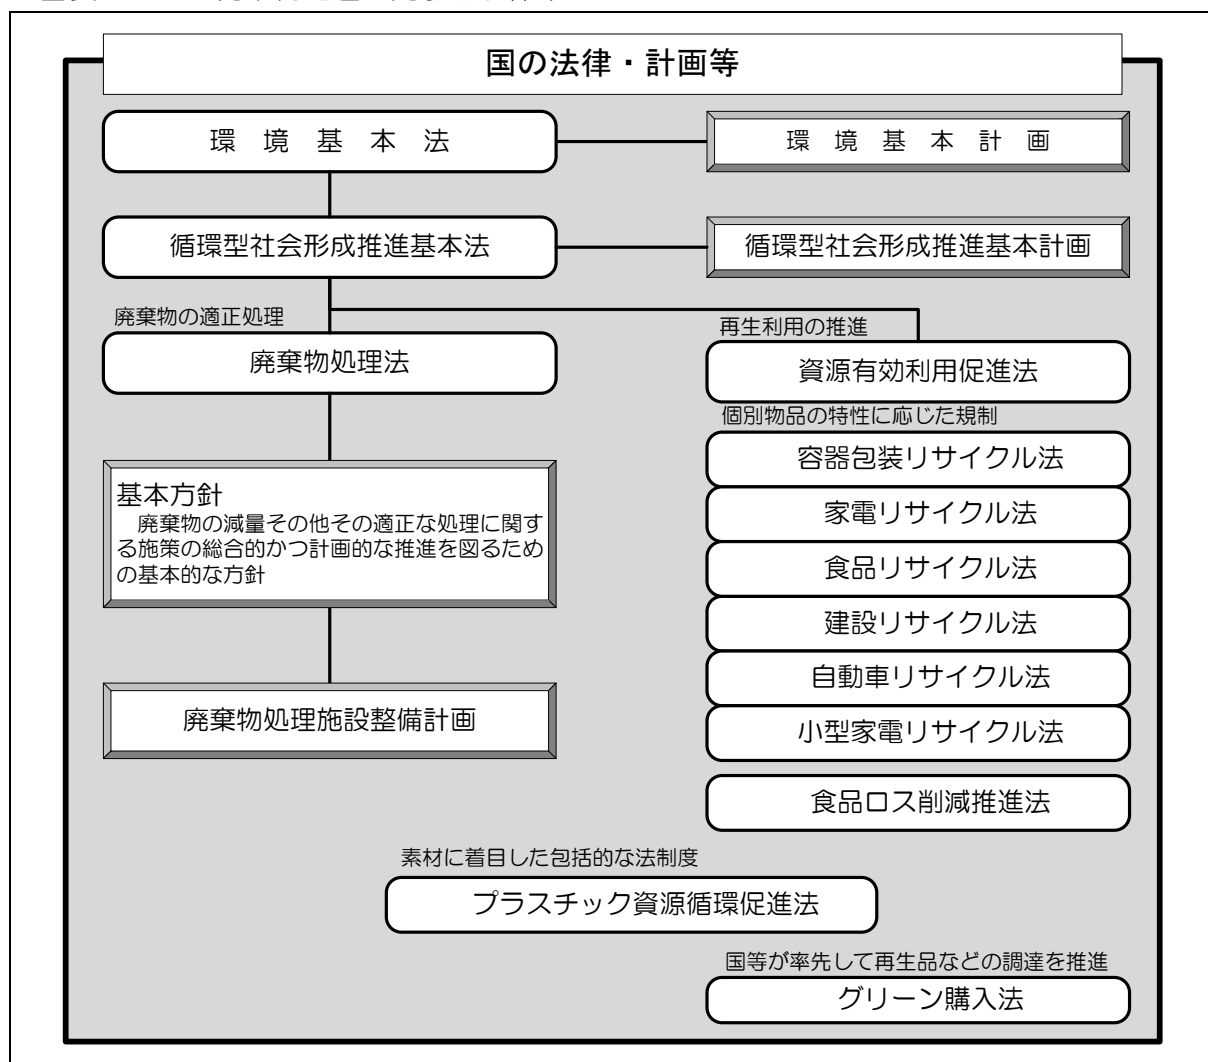 国の法律・計画等
環境基本法
環境基本計画
循環型社会形成推進基本法
循環型社会形成推進基本計画
廃棄物の適正処理
廃棄物処理法
再生利用の推進
資源有効利用促進法
個別物品の特性に応じた規制
容器包装リサイクル法
家電リサイクル法
食品リサイクル法
建設リサイクル法
自動車リサイクル法
小型家電リサイクル法
食品ロス削減推進法
基本方針
廃棄物の減量その他その適正な処理に関す
る施策の総合的かつ計画的な推進を図るため
の基本的な方針
廃棄物処理施設整備計画
素材に着目した包括的な法制度
プラスチック資源循環促進法
国等が率先して再生品などの調達を推進
グリーン購入法